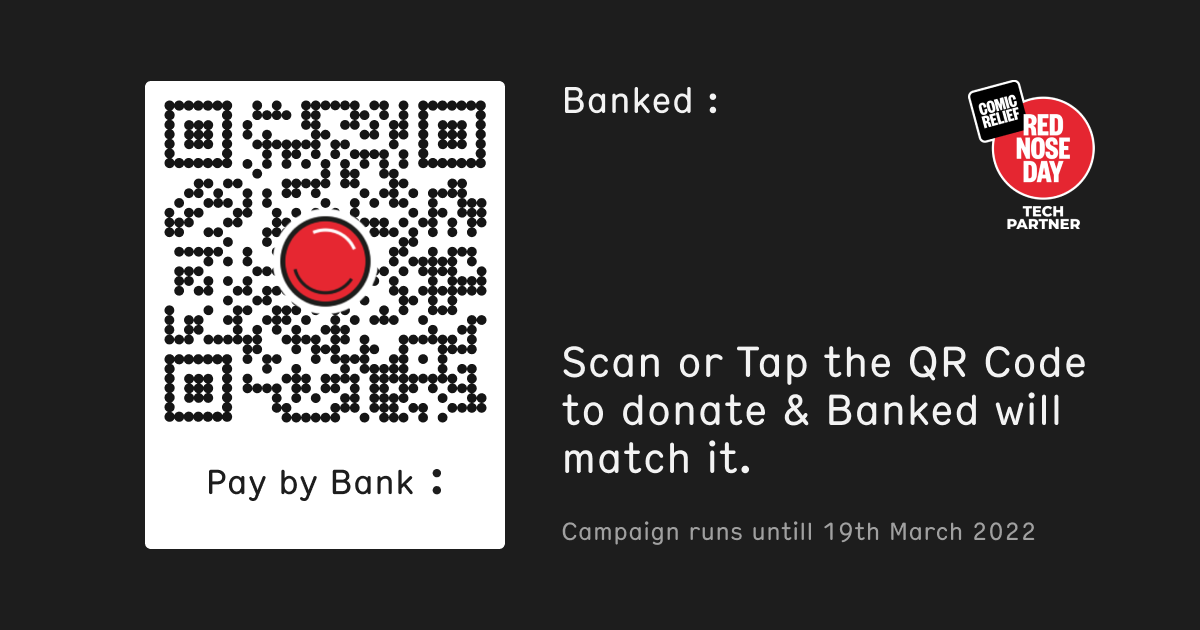 Banked :
COMIC
RELIEF
RED
NOSE
DAY
TECH
PARTNER
Scan or Tap the QR Code
to donate & Banked will
match it.
Campaign runs untill 19th March 2022
Pay by Bank :